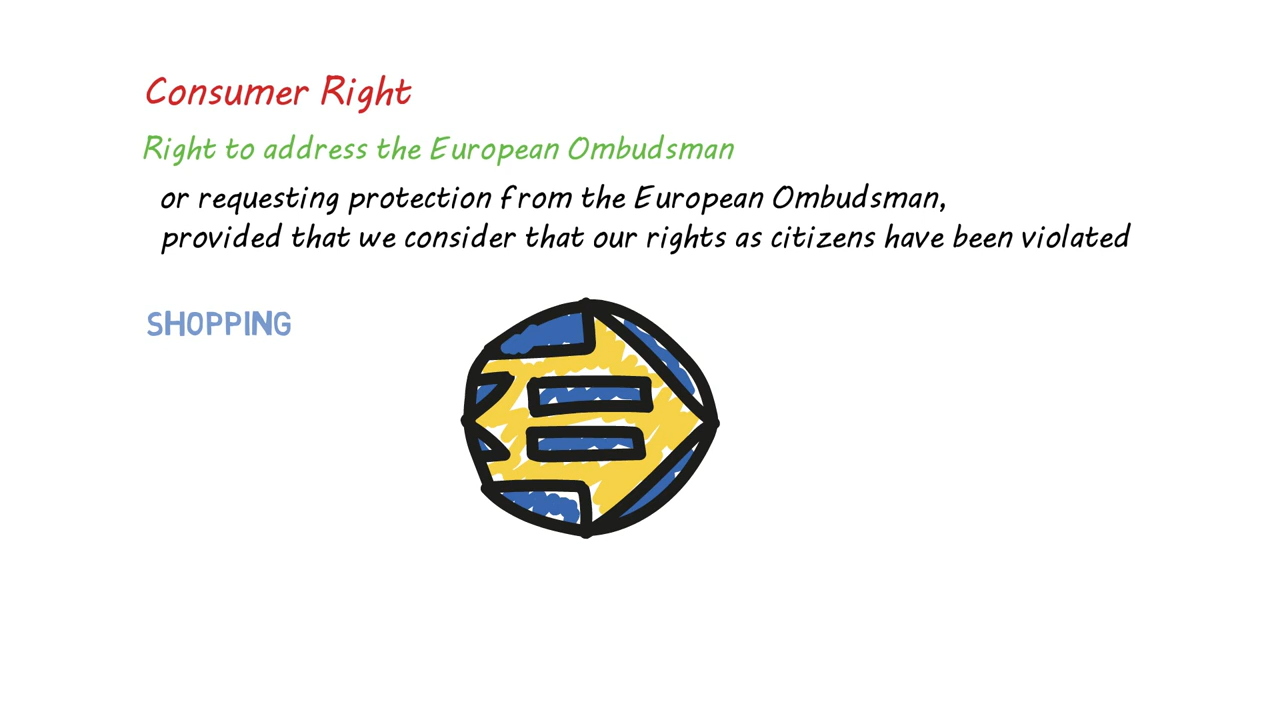 Consumer Right
Right to address the European Ombudsman
or requesting protection from the European Ombudsman,
provided that we consider that our rights as citizens have been violated
SHOPPING